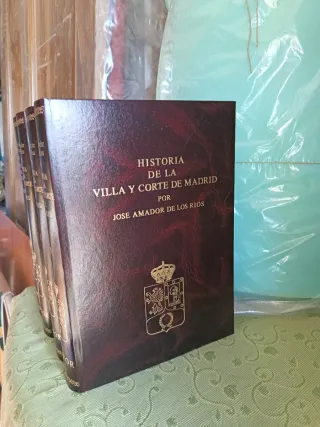 HISTORIA
DE LA
VILLA Y CORTE DE MADRID
POR
JOSE AMADOR DE LOS RIOS